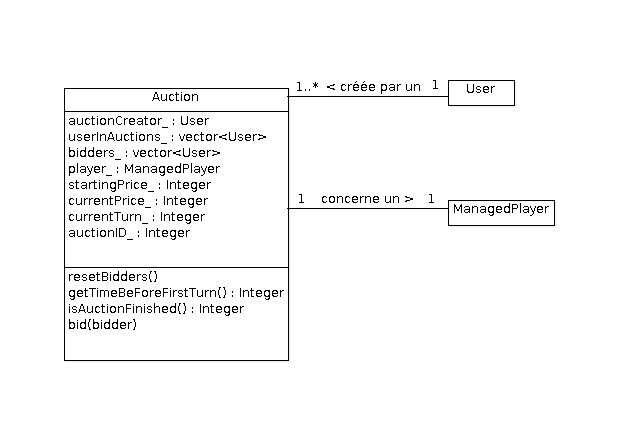 Auction
auctionCreator_ : User
userInAuctions_ : vector<User>
bidders_ : vector<User>
player_ : ManagedPlayer
startingPrice_ : Integer
currentPrice_ : Integer
currentTurn_ : Integer
auctionID_ : Integer
resetBidders()
getTimeBeForeFirstTurn() : Integer
isAuctionFinished() : Integer
bid(bidder)
1..* < créée par un 1
User
1 concerne un > 1
ManagedPlayer